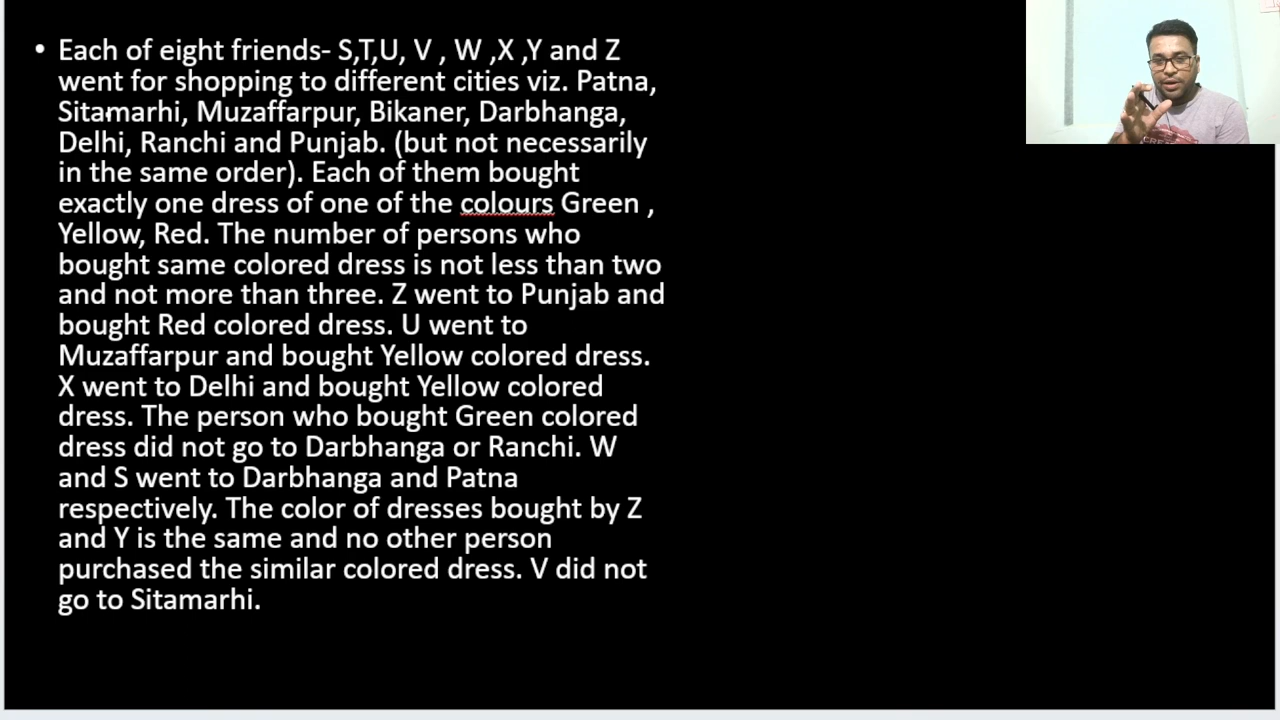 • Each of eight friends- S,T,U, V , W ,X ,Y and Z
went for shopping to different cities viz. Patna,
Sitamarhi, Muzaffarpur, Bikaner, Darbhanga,
Delhi, Ranchi and Punjab. (but not necessarily
in the same order). Each of them bought
exactly one dress of one of the colours Green ,
Yellow, Red. The number of persons who
bought same colored dress is not less than two
and not more than three. Z went to Punjab and
bought Red colored dress. U went to
Muzaffarpur and bought Yellow colored dress.
X went to Delhi and bought Yellow colored
dress. The person who bought Green colored
dress did not go to Darbhanga or Ranchi. W
and S went to Darbhanga and Patna
respectively. The color of dresses bought by Z
and Y is the same and no other person
purchased the similar colored dress. V did not
go to Sitamarhi.